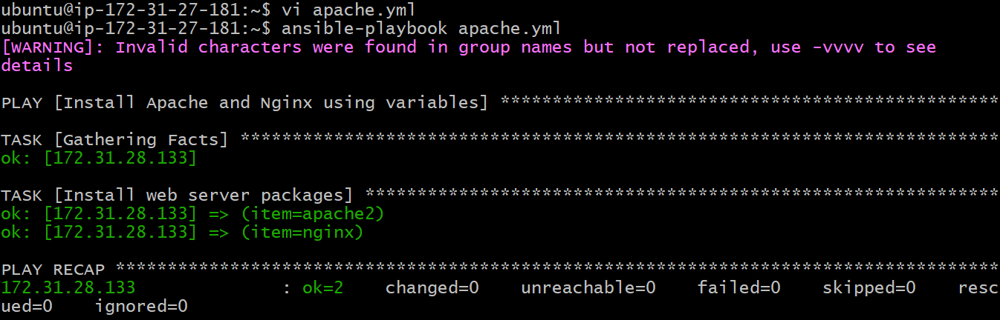 ubuntu@ip-172-31-27-181:~$ vi apache.yml
ubuntu@ip-172-31-27-181:~$ ansible-playbook apache.yml
[WARNING]: Invalid characters were found in group names but not replaced, use -vvvv to see
details
PLAY [Install Apache and Nginx using variables] ************************************************
TASK [Gathering Facts] *************************************************************************
ok: [172.31.28.133]
TASK [Install web server packages] *************************************************************
ok: [172.31.28.133] => (item=apache2)
ok: [172.31.28.133] => (item=nginx)
PLAY RECAP *************************************************************************************
172.31.28.133              : ok=2    changed=0    unreachable=0    failed=0    skipped=0    resc
ued=0    ignored=0